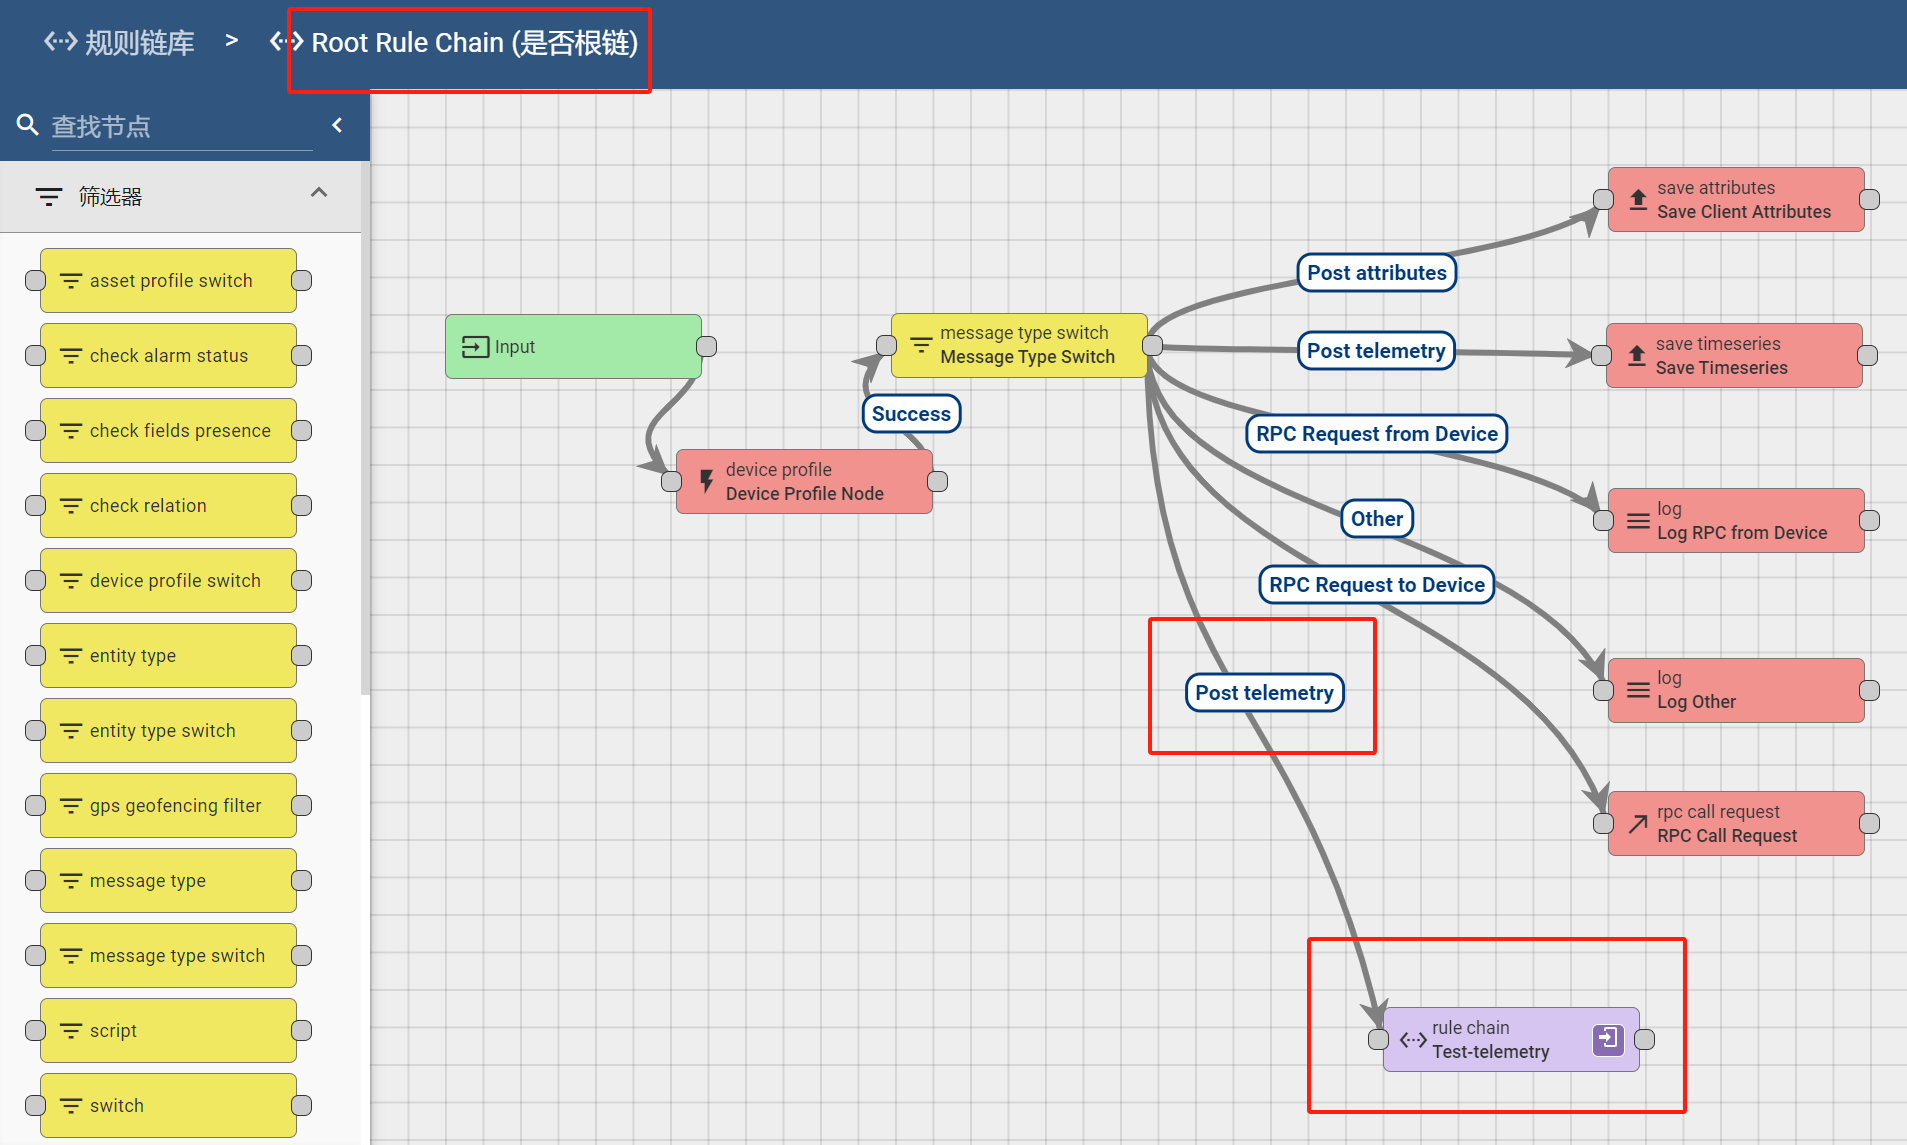 规则链库 > Root Rule Chain (是否根链)
查找节点
筛选器
asset profile switch
check alarm status
check fields presence
check relation
device profile switch
entity type
entity type switch
gps geofencing filter
message type
message type switch
script
switch
Input
device profile
Device Profile Node
Success
message type switch
Message Type Switch
Post attributes
Post telemetry
RPC Request from Device
Other
RPC Request to Device
Post telemetry
save attributes
Save Client Attributes
save timeseries
Save Timeseries
log
Log RPC from Device
log
Log Other
rpc call request
RPC Call Request
rule chain
Test-telemetry